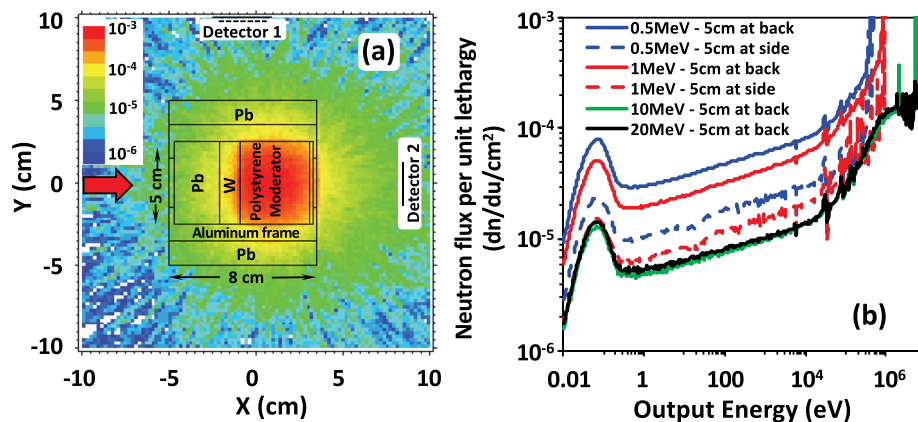 10⁻³
10⁻⁴
10⁻⁵
10⁻⁶
Detector 1
(a)
Pb
Pb
W
Polystyrene
Moderator
5 cm
Aluminum frame
Pb
8 cm
Detector 2
10
5
0
-5
-10
Y (cm)
-10
-5
0
5
10
X (cm)
Neutron flux per unit lethargy
(dn/du/cm²)
10⁻³
10⁻⁴
10⁻⁵
10⁻⁶
0.5MeV - 5cm at back
0.5MeV - 5cm at side
1MeV - 5cm at back
1MeV - 5cm at side
10MeV - 5cm at back
20MeV - 5cm at back
(b)
0.01
1
100
10⁴
10⁶
Output Energy (eV)